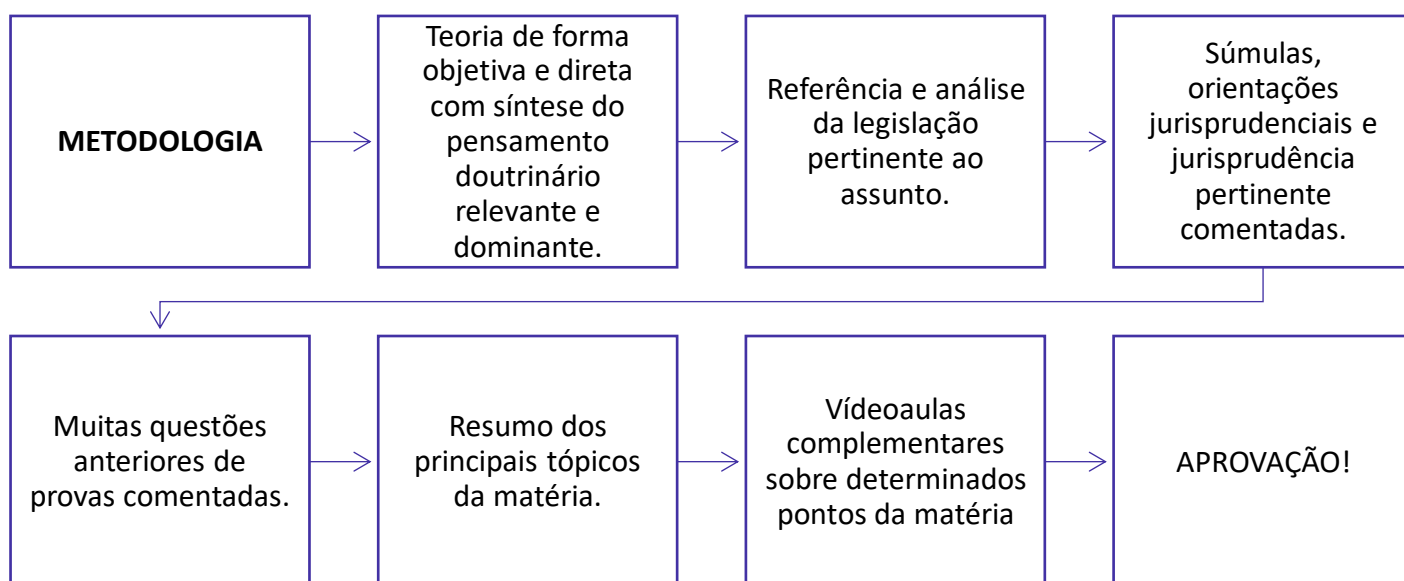 METODOLOGIA
Teoria de forma
objetiva e direta
com síntese do
pensamento
doutrinário
relevante e
dominante.
Referência e análise
da legislação
pertinente ao
assunto.
Súmulas,
orientações
jurisprudenciais e
jurisprudência
pertinente
comentadas.
Muitas questões
anteriores de
provas comentadas.
Resumo dos
principais tópicos
da matéria.
Vídeoaulas
complementares
sobre determinados
pontos da matéria
APROVAÇÃO!